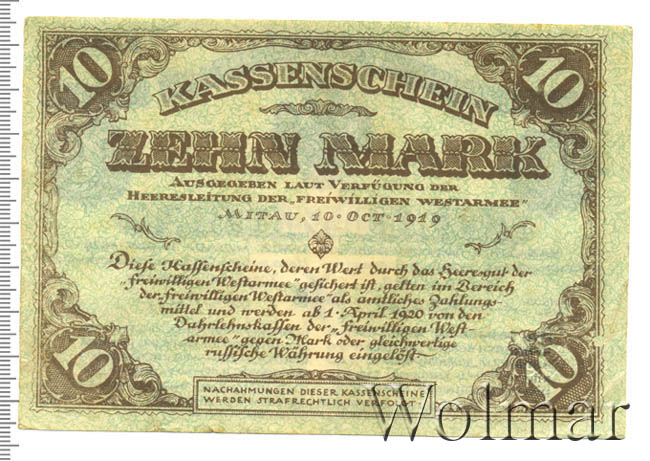 10 10
KASSENSCHEIN
ZEHN MARK
AUSGEGEBEN LAUT VERFÜGUNG DER
HEERESLEITUNG DER „FREIWILLIGEN WESTARMEE“
MITAU, 10·OCT·1919
Diese Kassenscheine, deren Wert durch das Heeresgut der
„freiwilligen Westarmee“ gesichert ist, gelten im Bereich
der „freiwilligen Westarmee“ als amtliches Zahlungs-
mittel und werden ab 1·April 1920 von den
Darlehnskassen der „freiwilligen West-
armee“ gegen Mark oder gleichwertige
russische Währung eingelöst·
10 10
NACHAHMUNGEN DIESER KASSENSCHEINE
WERDEN STRAFRECHTLICH VERFOLGT·
Wolmar